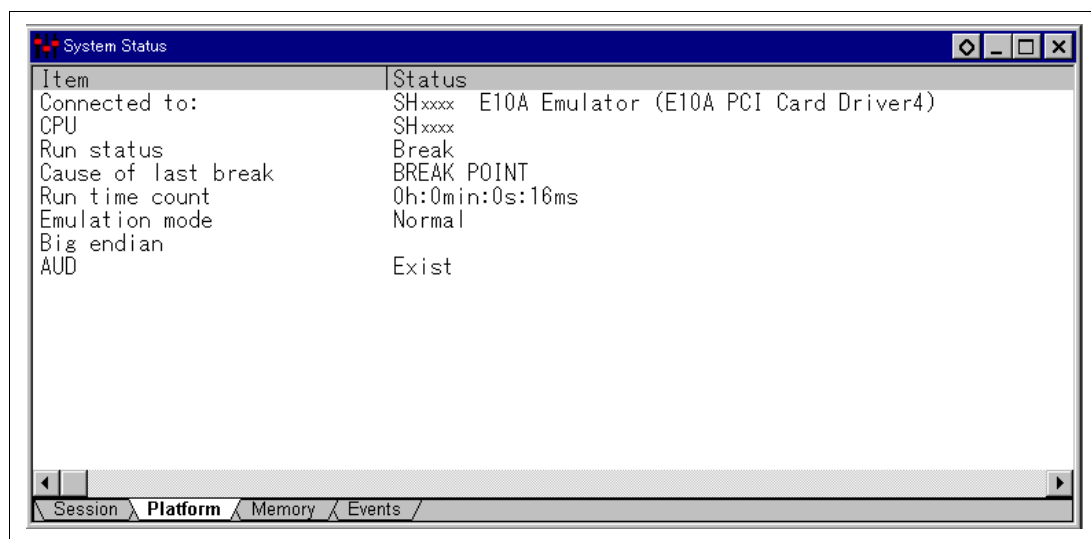 System Status
Item Status
Connected to: SHxxxx E10A Emulator (E10A PCI Card Driver4)
CPU SHxxxx
Run status Break
Cause of last break BREAK POINT
Run time count 0h:0min:0s:16ms
Emulation mode Normal
Big endian
AUD Exist
Session Platform Memory Events